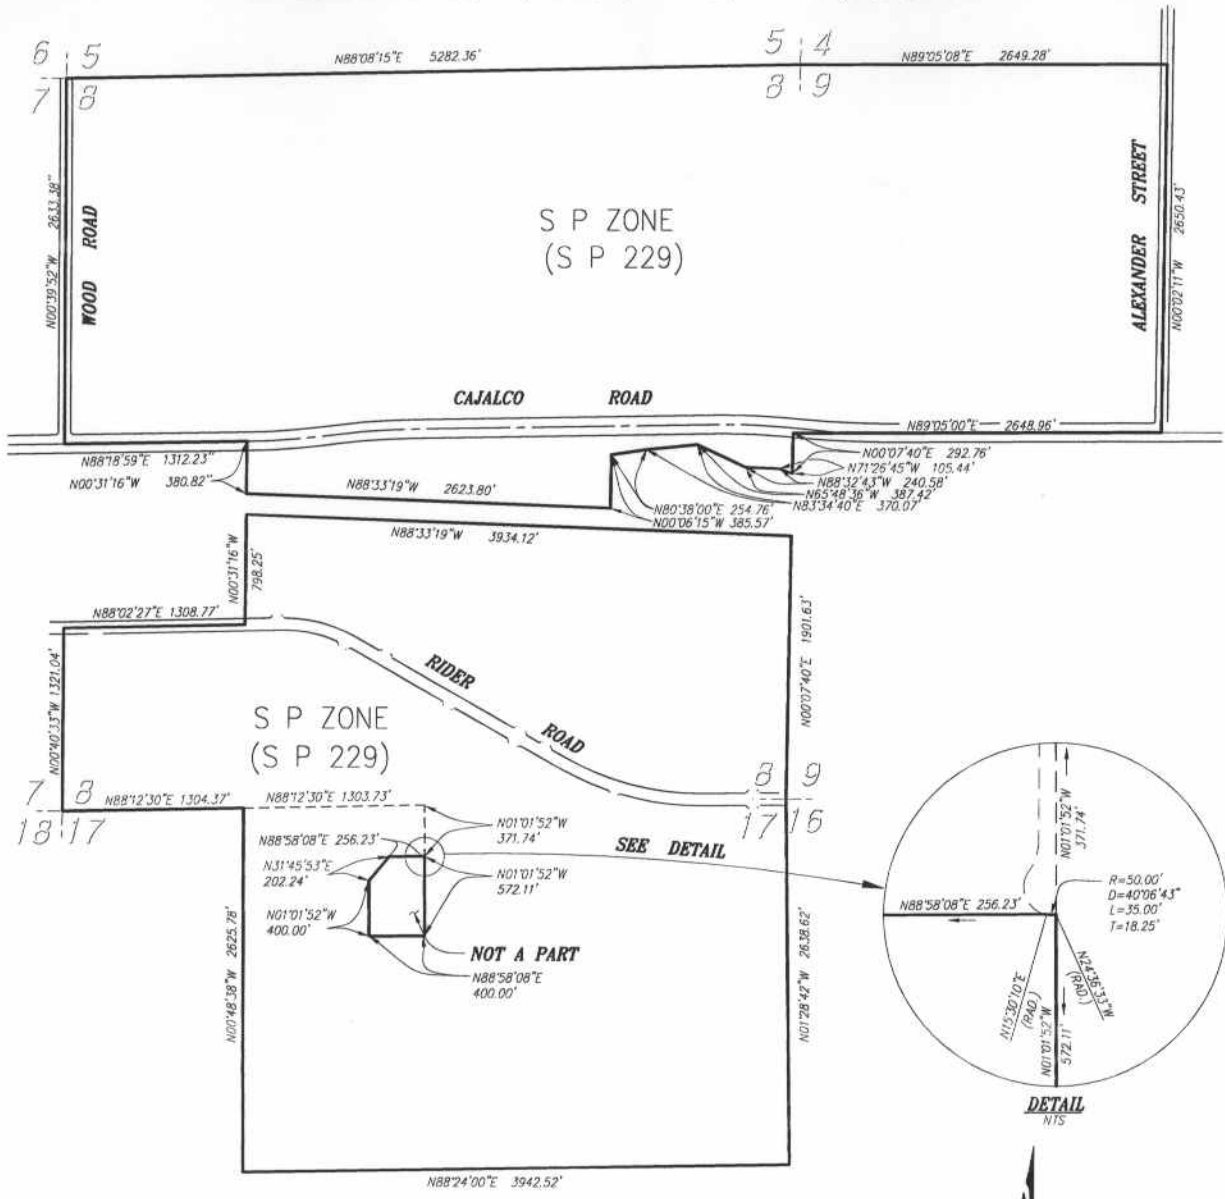 6 5
7 8
N88°08'15"E 5282.36'
5 4
8 9
N89°05'08"E 2649.28'
N00°39'52"W 2633.38"
WOOD ROAD
S P ZONE
(S P 229)
ALEXANDER STREET
N00°02'11"W 2650.43'
CAJALCO ROAD
N89°05'00"E 2648.96'
N88°18'59"E 1312.23"
N00°31'16"W 380.82"
N88°33'19"W 2623.80'
N00°07'40"E 292.76'
N71°26'45"W 105.44'
N88°32'43"W 240.58'
N65°48'36"W 387.42'
N83°34'40"E 370.07'
N80°38'00"E 254.76'
N00°06'15"W 385.57'
N88°33'19"W 3934.12'
N00°31'16"W
798.25'
N88°02'27"E 1308.77'
N00°40'33"W 1321.04'
RIDER
ROAD
N00°07'40"E 1901.63'
S P ZONE
(S P 229)
7 8
18 17
N88°12'30"E 1304.37'
N88°12'30"E 1303.73'
8 9
17 16
N01°01'52"W
371.74'
N88°58'08"E 256.23'
N31°45'53"E
202.24'
N01°01'52"W
572.11'
N01°01'52"W
400.00'
NOT A PART
N88°58'08"E
400.00'
SEE DETAIL
N00°48'38"W 2625.78'
N01°28'42"W 2638.62'
N88°24'00"E 3942.52'
N01°01'52"W
371.74'
N88°58'08"E 256.23'
R=50.00'
D=40°06'43"
L=35.00'
T=18.25'
N15°30'10"E
(RAD.)
N24°36'33"W
(RAD.)
N01°01'52"W
572.11'
DETAIL
NTS